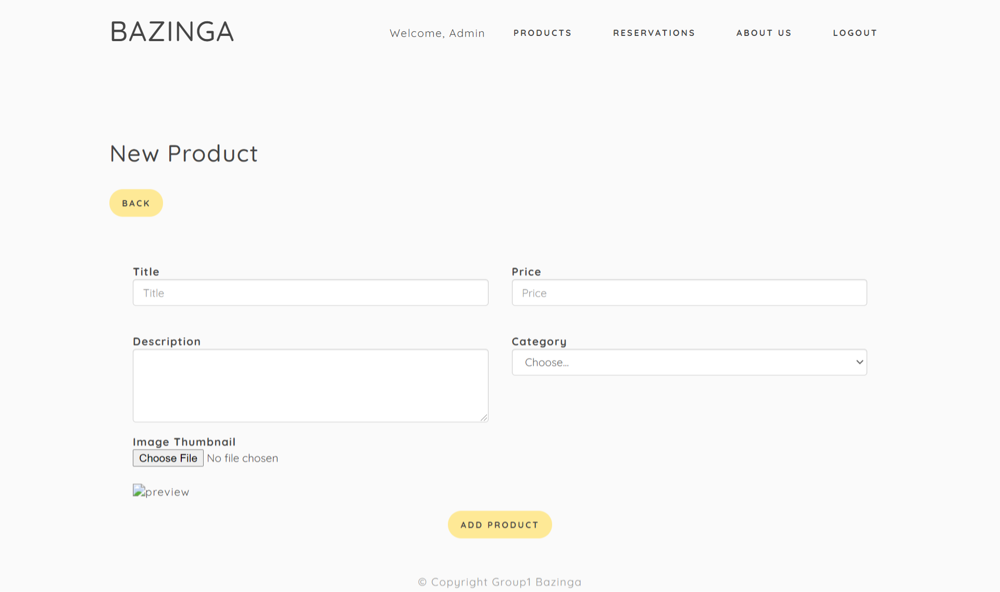 BAZINGA
Welcome, Admin PRODUCTS RESERVATIONS ABOUT US LOGOUT
New Product
BACK
Title
Title
Price
Price
Description
Category
Choose...
Image Thumbnail
Choose File No file chosen
preview
ADD PRODUCT
© Copyright Group1 Bazinga